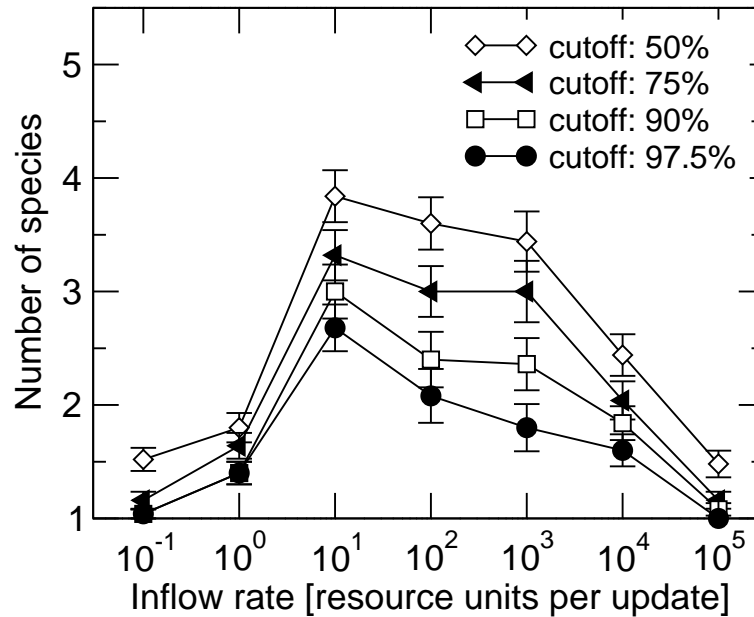 5
4
3
2
1
Number of species
cutoff: 50%
cutoff: 75%
cutoff: 90%
cutoff: 97.5%
10^-1 10^0 10^1 10^2 10^3 10^4 10^5
Inflow rate [resource units per update]